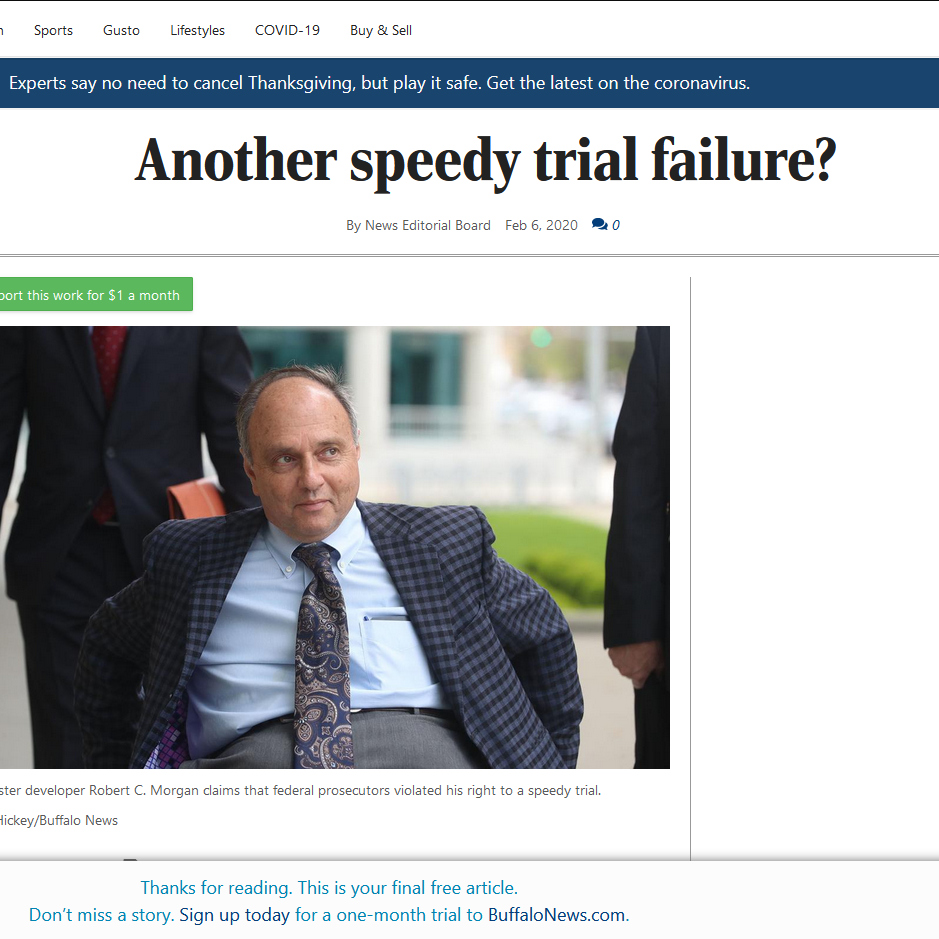 Sports Gusto Lifestyles COVID-19 Buy & Sell
Experts say no need to cancel Thanksgiving, but play it safe. Get the latest on the coronavirus.
Another speedy trial failure?
By News Editorial Board Feb 6, 2020 0
this work for $1 a month
developer Robert C. Morgan claims that federal prosecutors violated his right to a speedy trial.
Hickey/Buffalo News
Thanks for reading. This is your final free article.
Don't miss a story. Sign up today for a one-month trial to BuffaloNews.com.